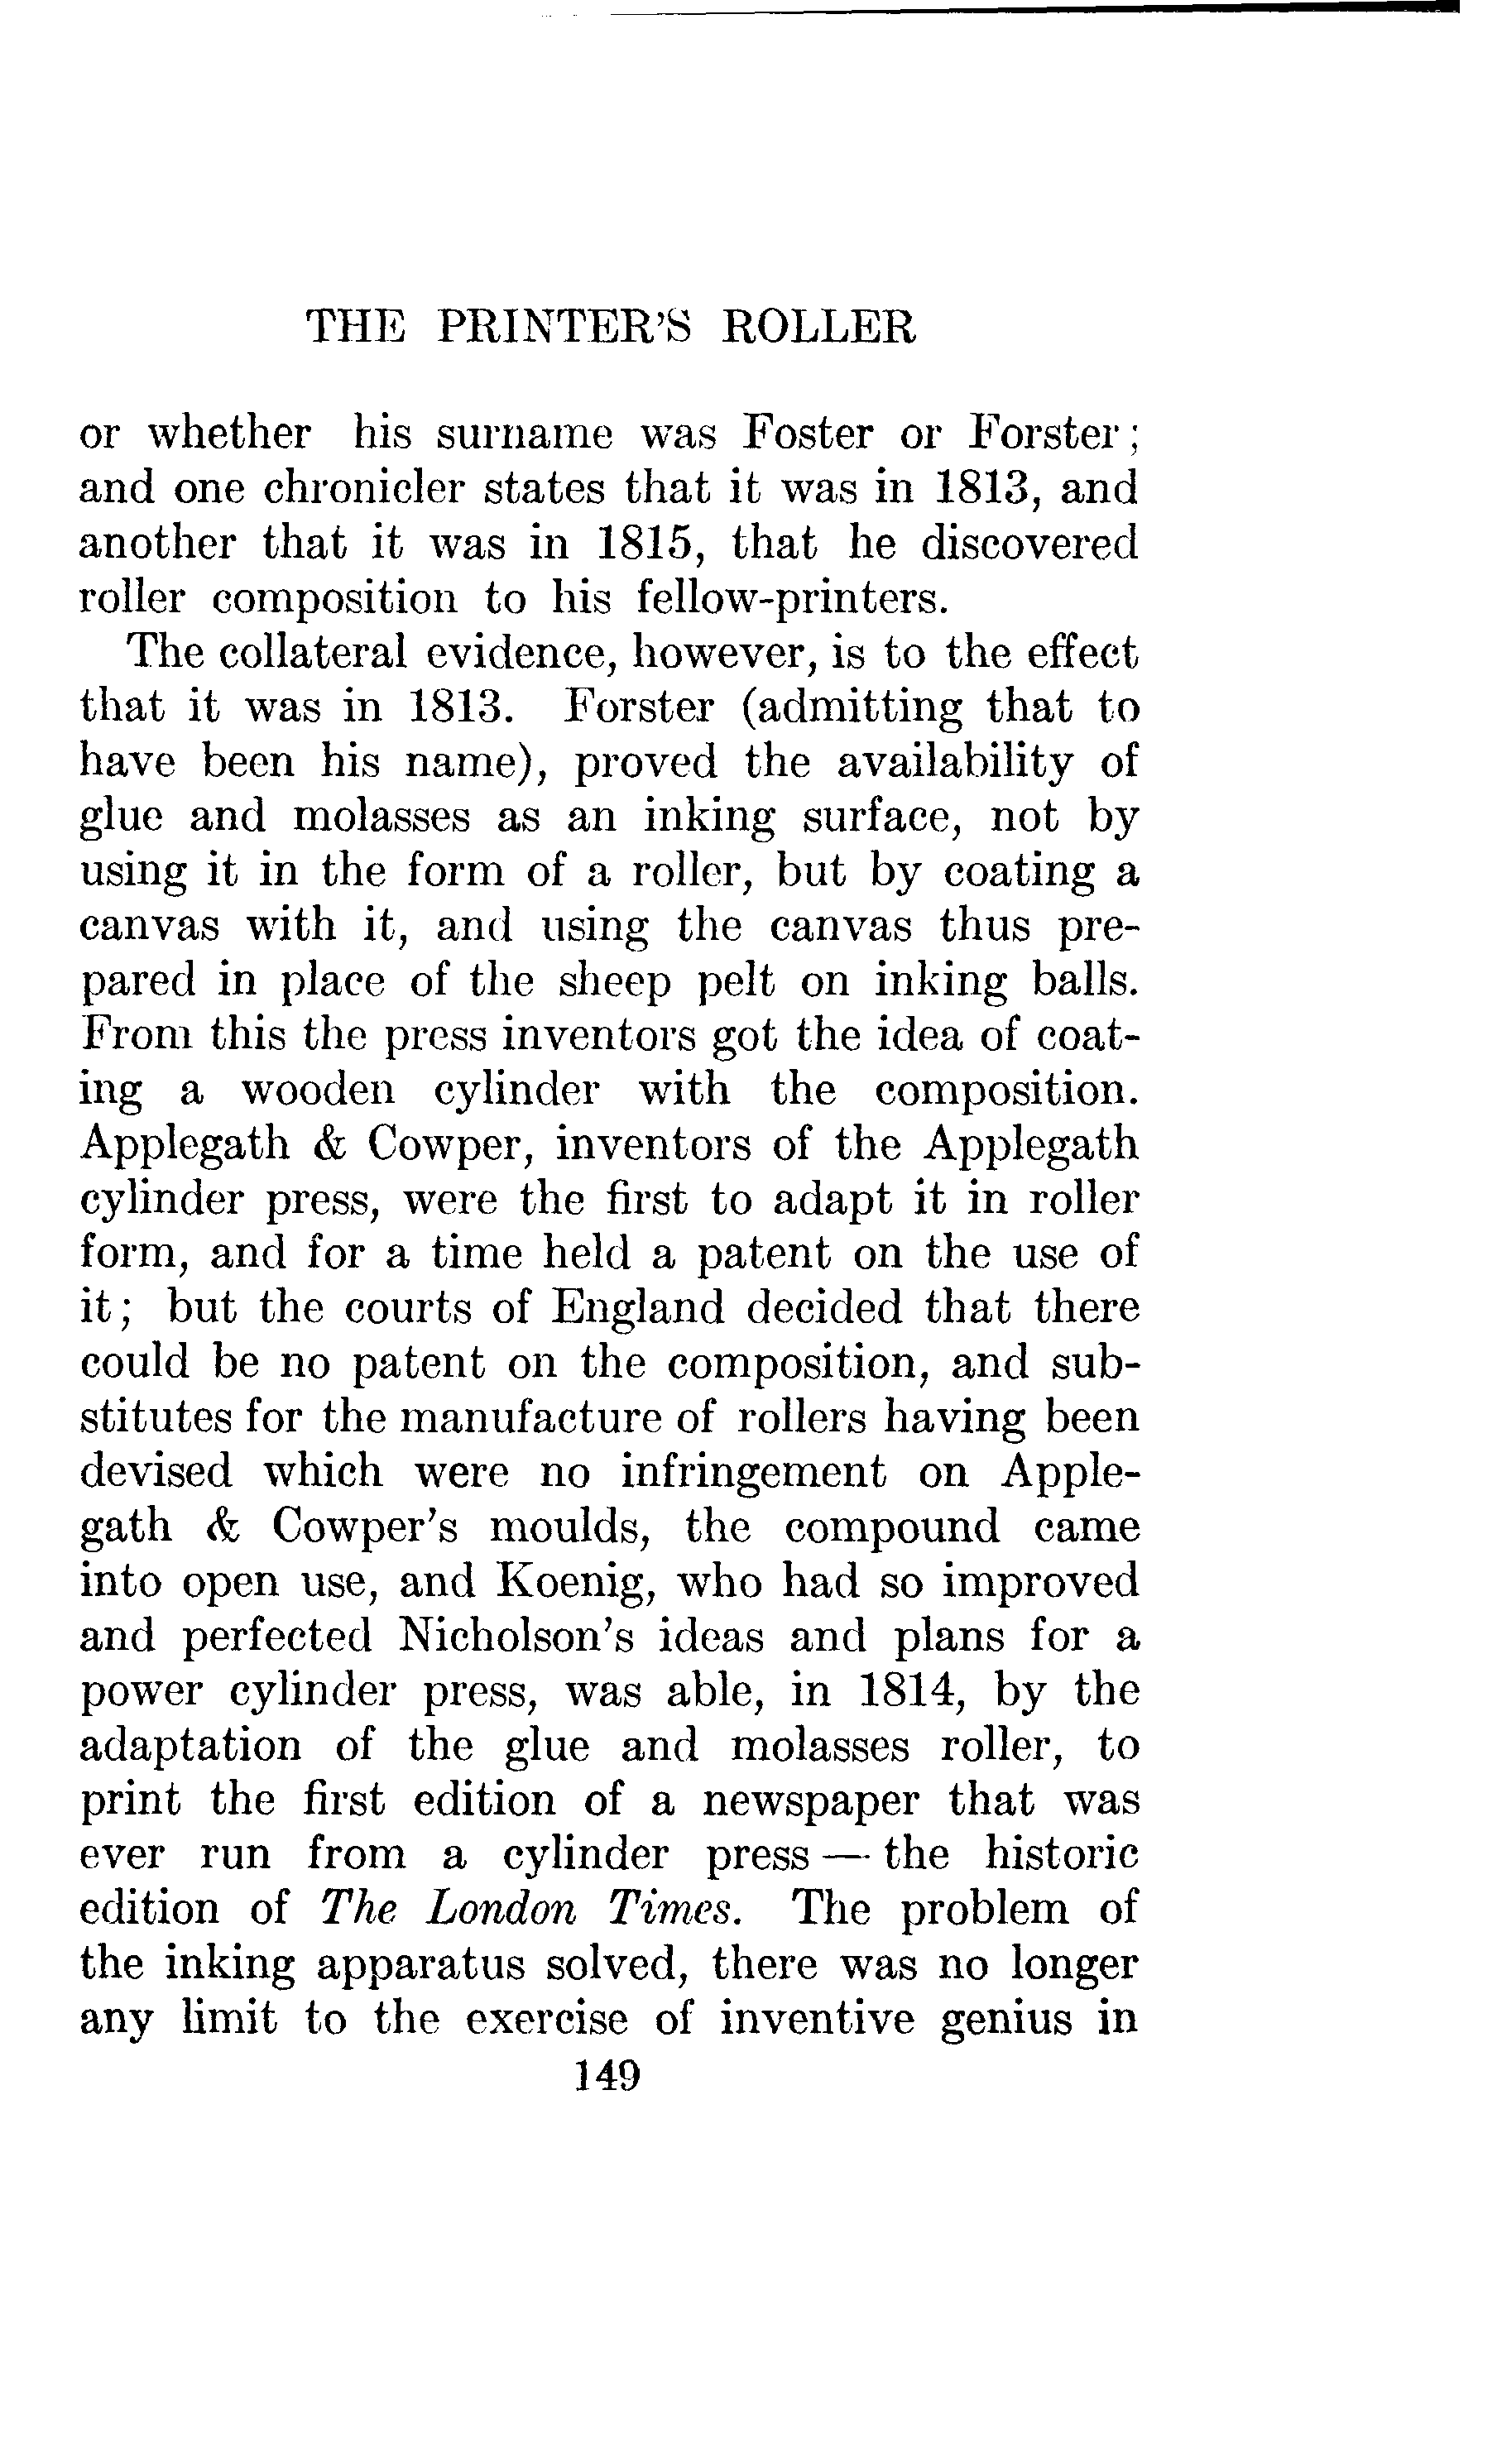 THE PRINTER'S ROLLER
or whether his surname was Foster or Forster;
and one chronicler states that it was in 1813, and
another that it was in 1815, that he discovered
roller composition to his fellow-printers.
The collateral evidence, however, is to the effect
that it was in 1813. Forster (admitting that to
have been his name), proved the availability of
glue and molasses as an inking surface, not by
using it in the form of a roller, but by coating a
canvas with it, and using the canvas thus pre-
pared in place of the sheep pelt on inking balls.
From this the press inventors got the idea of coat-
ing a wooden cylinder with the composition.
Applegath & Cowper, inventors of the Applegath
cylinder press, were the first to adapt it in roller
form, and for a time held a patent on the use of
it; but the courts of England decided that there
could be no patent on the composition, and sub-
stitutes for the manufacture of rollers having been
devised which were no infringement on Apple-
gath & Cowper's moulds, the compound came
into open use, and Koenig, who had so improved
and perfected Nicholson's ideas and plans for a
power cylinder press, was able, in 1814, by the
adaptation of the glue and molasses roller, to
print the first edition of a newspaper that was
ever run from a cylinder press — the historic
edition of The London Times. The problem of
the inking apparatus solved, there was no longer
any limit to the exercise of inventive genius in
149